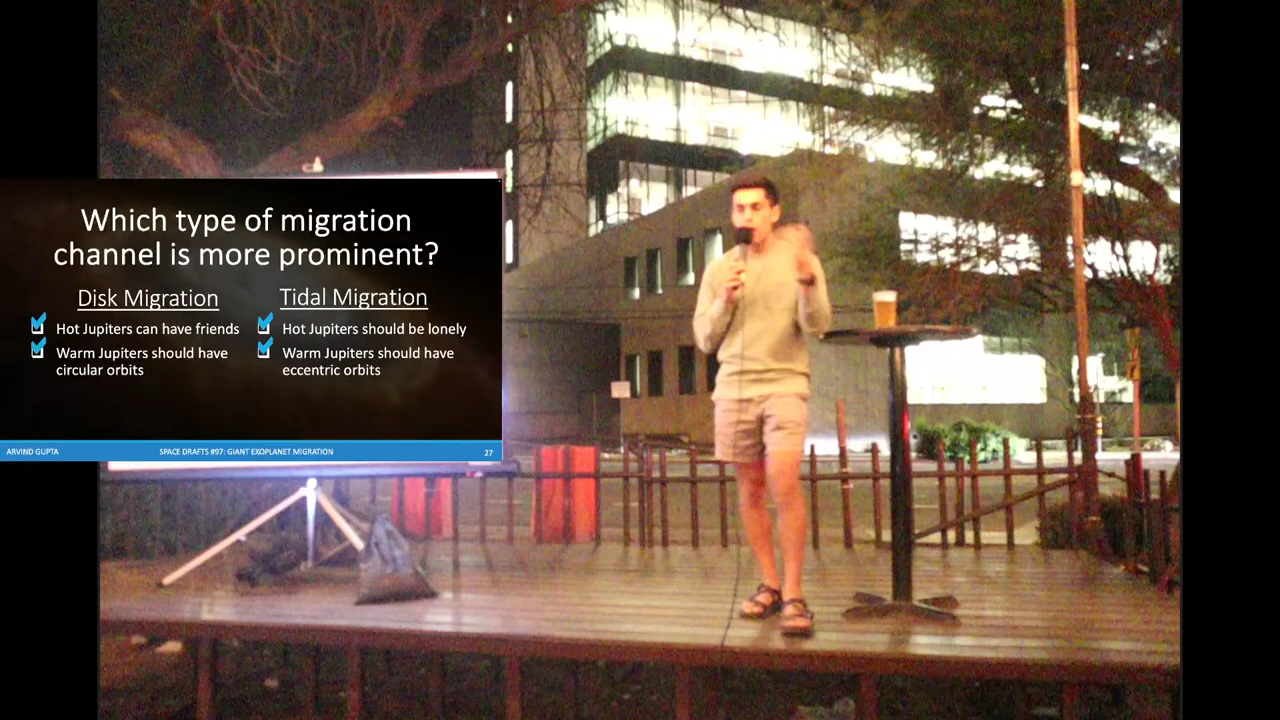 Which type of migration
channel is more prominent?
Disk Migration
Hot Jupiters can have friends
Warm Jupiters should have
circular orbits
Tidal Migration
Hot Jupiters should be lonely
Warm Jupiters should have
eccentric orbits
ARVIND GUPTA
SPACE DRAFTS #97: GIANT EXOPLANET MIGRATION
27